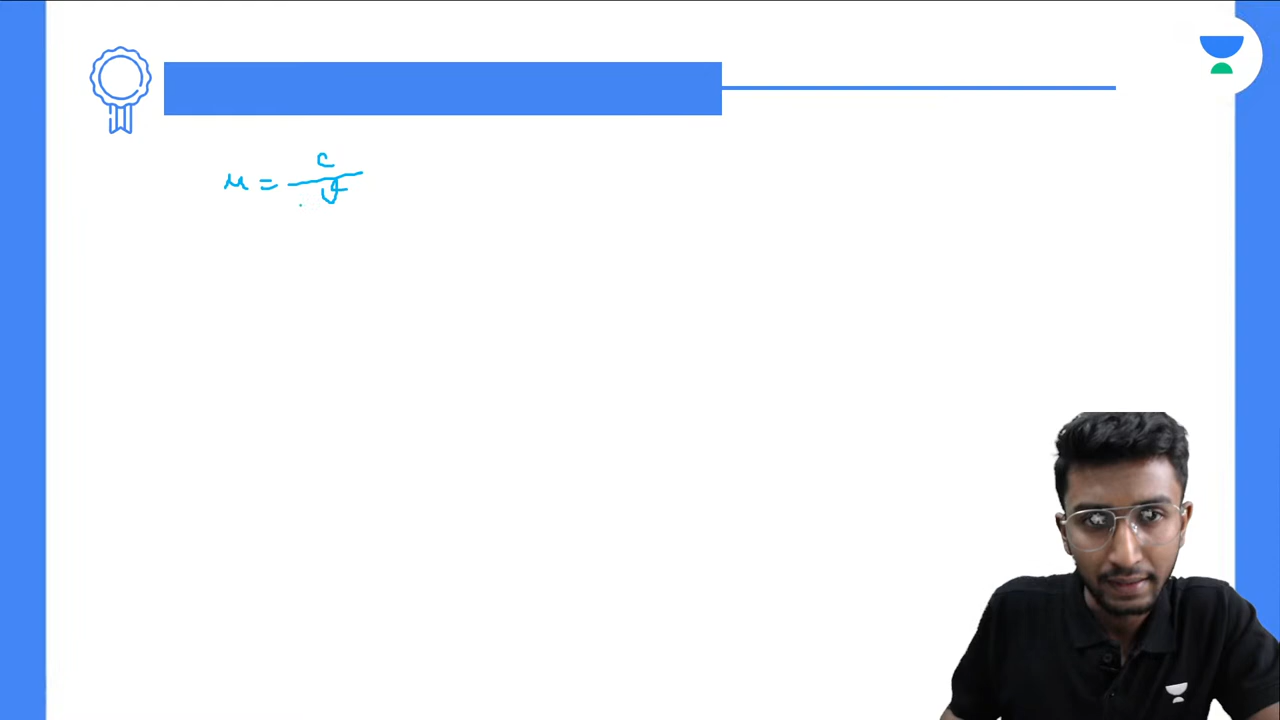 μ = c/v